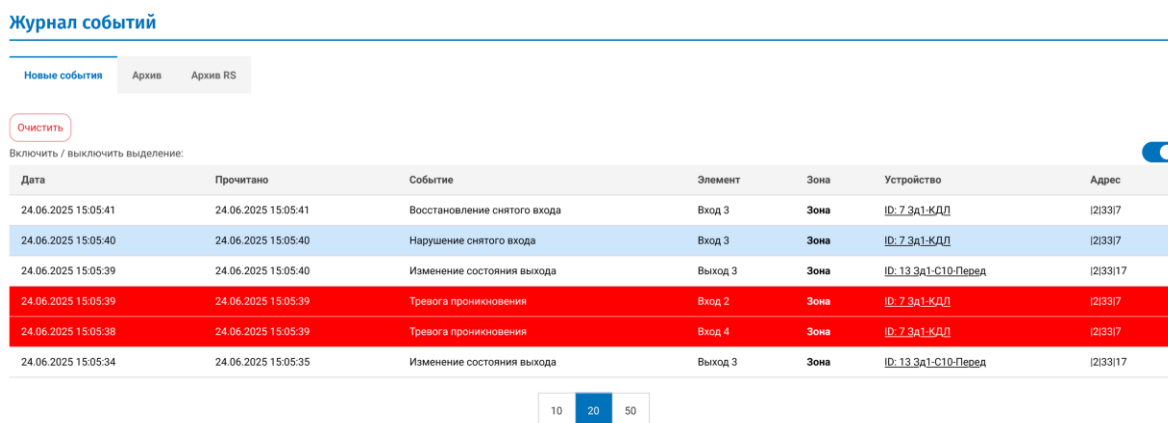 Журнал событий
Новые события Архив Архив RS
Очистить
Включить / выключить выделение:
Дата Прочитано Событие Элемент Зона Устройство Адрес
24.06.2025 15:05:41 24.06.2025 15:05:41 Восстановление снятого входа Вход 3 Зона ID: 7 Зд1-КДЛ |2|33|7
24.06.2025 15:05:40 24.06.2025 15:05:40 Нарушение снятого входа Вход 3 Зона ID: 7 Зд1-КДЛ |2|33|7
24.06.2025 15:05:39 24.06.2025 15:05:40 Изменение состояния выхода Выход 3 Зона ID: 13 Зд1-С10-Перед |2|33|17
24.06.2025 15:05:39 24.06.2025 15:05:39 Тревога проникновения Вход 2 Зона ID: 7 Зд1-КДЛ |2|33|7
24.06.2025 15:05:38 24.06.2025 15:05:39 Тревога проникновения Вход 4 Зона ID: 7 Зд1-КДЛ |2|33|7
24.06.2025 15:05:34 24.06.2025 15:05:35 Изменение состояния выхода Выход 3 Зона ID: 13 Зд1-С10-Перед |2|33|17
10 20 50